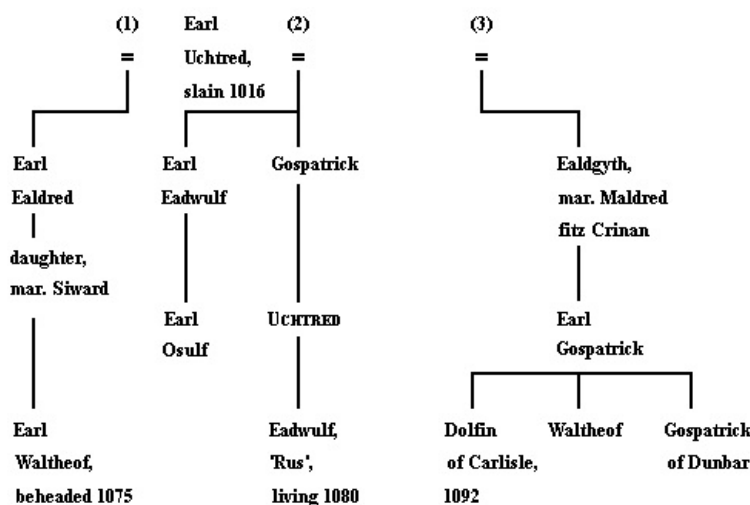 (1) Earl (2) (3)
= Uchtred, = =
slain 1016
Earl Earl Gospatrick Ealdgyth,
Ealdred Eadwulf mar. Maldred
fitz Crinan
daughter,
mar. Siward
Earl UCHTRED Earl
Osulf Gospatrick
Earl Eadwulf, Dolfin Waltheof Gospatrick
Waltheof, 'Rus', of Carlisle, of Dunbar
beheaded 1075 living 1080 1092